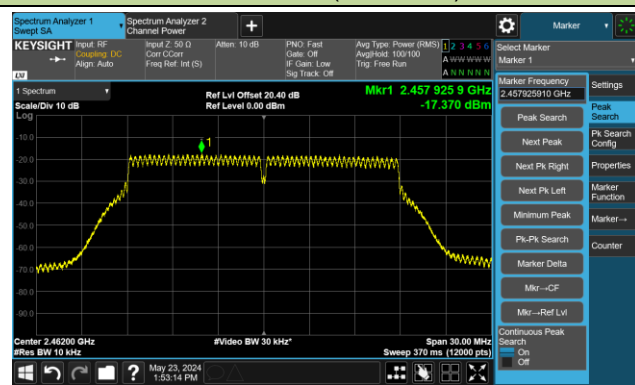 Spectrum Analyzer 1
Swept SA
Spectrum Analyzer 2
Channel Power
Marker
KEYSIGHT
Input: RF
Coupling: DC
Align: Auto
Input Z: 50 Ω
Corr CCorr
Freq Ref: Int (S)
Atten: 10 dB
PNO: Fast
Gate: Off
IF Gain: Low
Sig Track: Off
Avg Type: Power (RMS)
Avg|Hold: 100/100
Trig: Free Run
1 2 3 4 5 6
A W W W W W
A N N N N N
Select Marker
Marker 1
LXI
1 Spectrum
Scale/Div 10 dB
Log
Ref Lvl Offset 20.40 dB
Ref Level 0.00 dBm
Mkr1 2.457 925 9 GHz
-17.370 dBm
Marker Frequency
2.457925910 GHz
Settings
Peak Search
Peak
Search
Next Peak
Pk Search
Config
Next Pk Right
Properties
Next Pk Left
Marker
Function
Minimum Peak
Marker→
Pk-Pk Search
Counter
Marker Delta
Mkr→CF
Mkr→Ref Lvl
Continuous Peak
Search
On
Off
1
-10.0
-20.0
-30.0
-40.0
-50.0
-60.0
-70.0
-80.0
-90.0
Center 2.46200 GHz
#Res BW 10 kHz
#Video BW 30 kHz*
Span 30.00 MHz
Sweep 370 ms (12000 pts)
May 23, 2024
1:53:14 PM